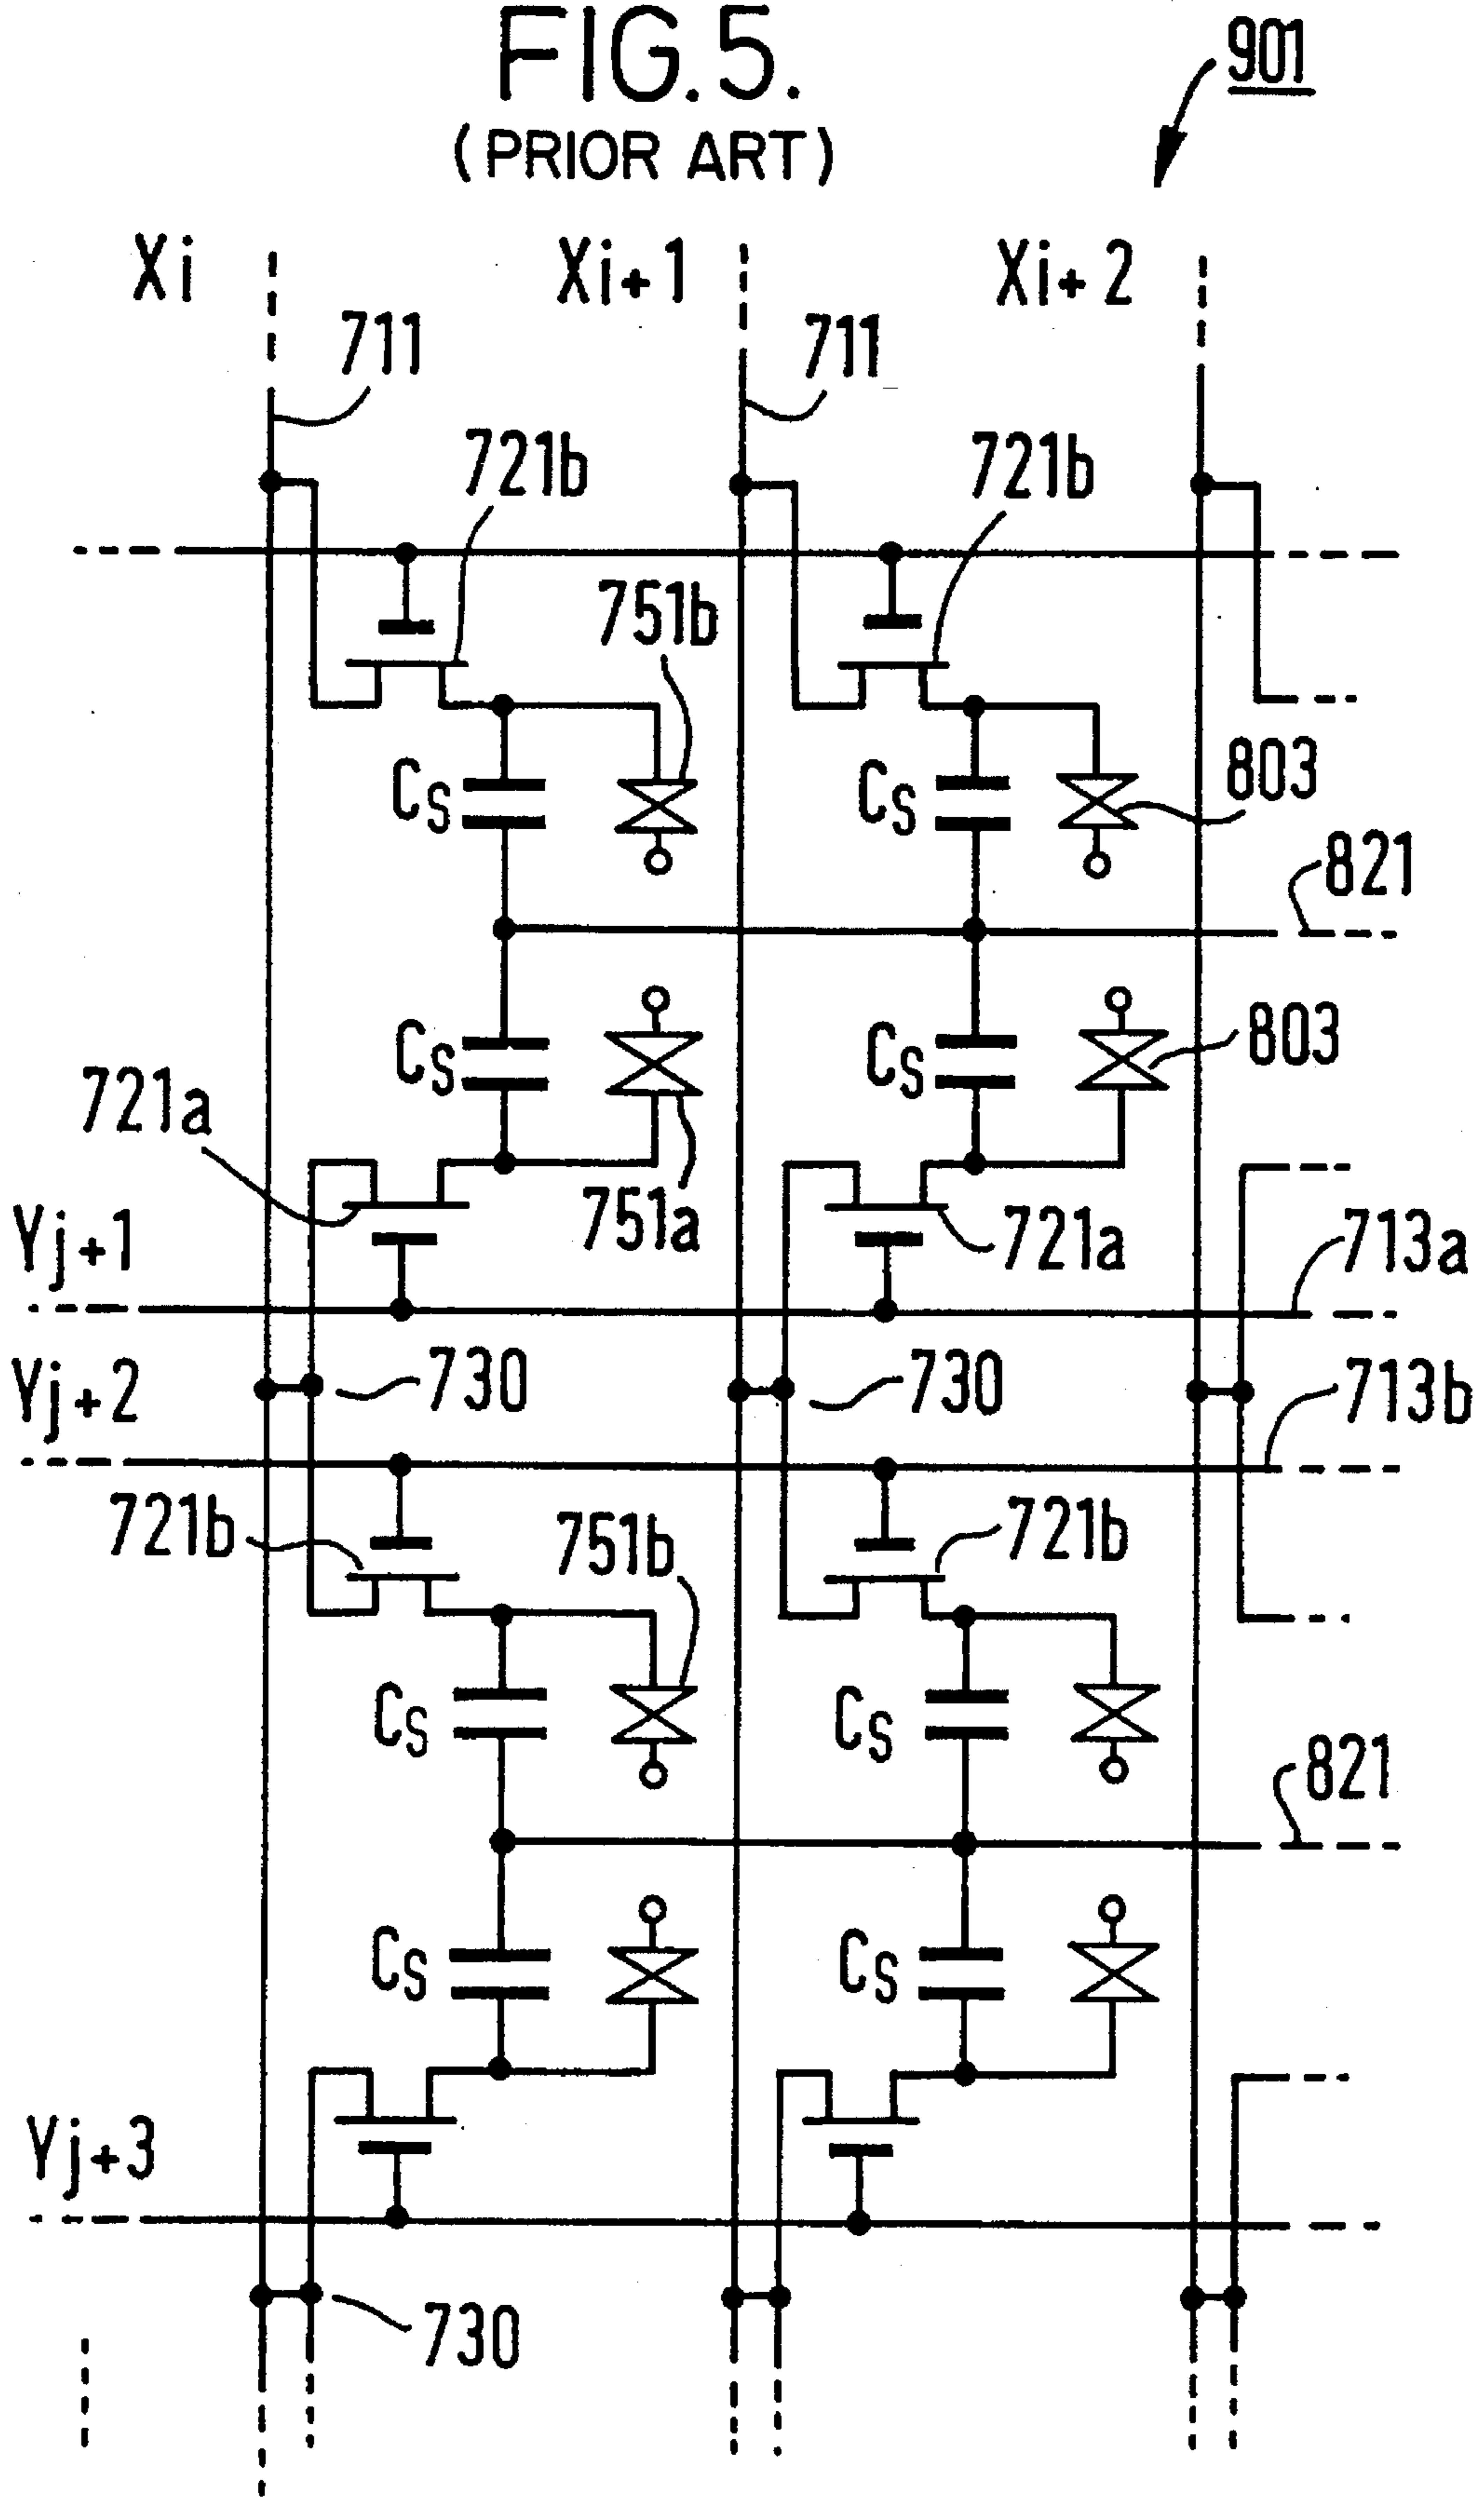 FIG.5.
901
(PRIOR ART)
Xi
Xi+1
Xi+2
711
711
721b
721b
751b
Cs
Cs
803
821
Cs
Cs
803
721a
751a
721a
Yj+1
713a
Yj+2
730
730
713b
721b
751b
721b
Cs
Cs
821
Cs
Cs
Yj+3
730